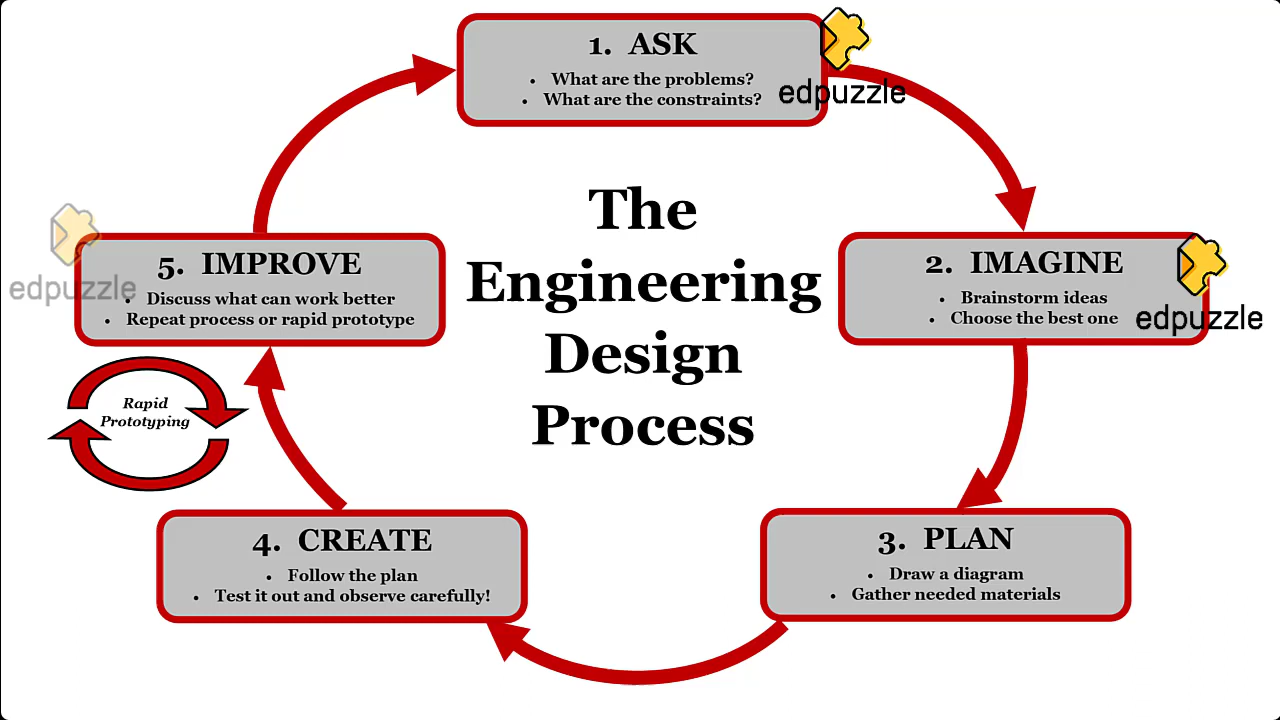 1. ASK
• What are the problems?
• What are the constraints?
edpuzzle
The
Engineering
Design
Process
2. IMAGINE
• Brainstorm ideas
• Choose the best one
edpuzzle
3. PLAN
• Draw a diagram
• Gather needed materials
4. CREATE
• Follow the plan
• Test it out and observe carefully!
5. IMPROVE
• Discuss what can work better
• Repeat process or rapid prototype
edpuzzle
Rapid
Prototyping